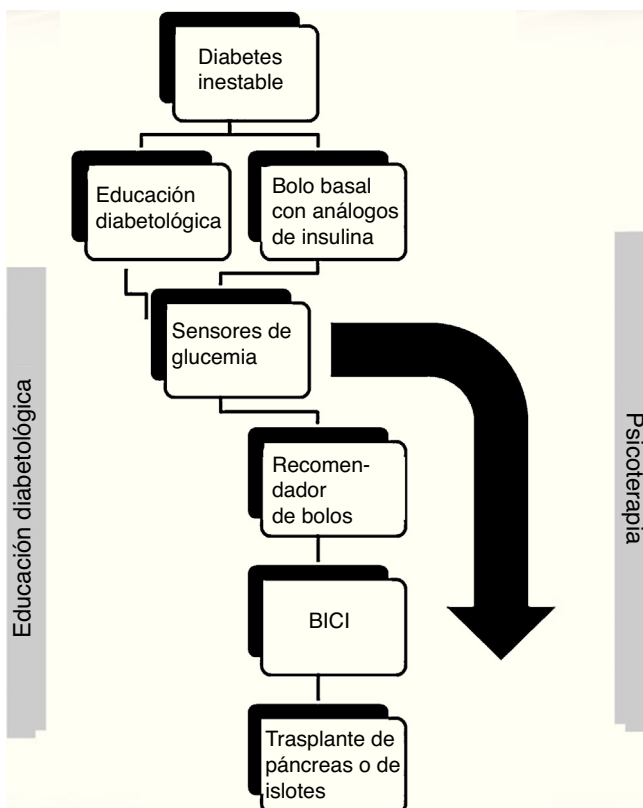 Diabetes
inestable
Educación
diabetológica
Bolo basal
con análogos
de insulina
Sensores de
glucemia
Recomen-
dador
de bolos
BICI
Trasplante de
páncreas o de
islotes
Educación diabetológica
Psicoterapia